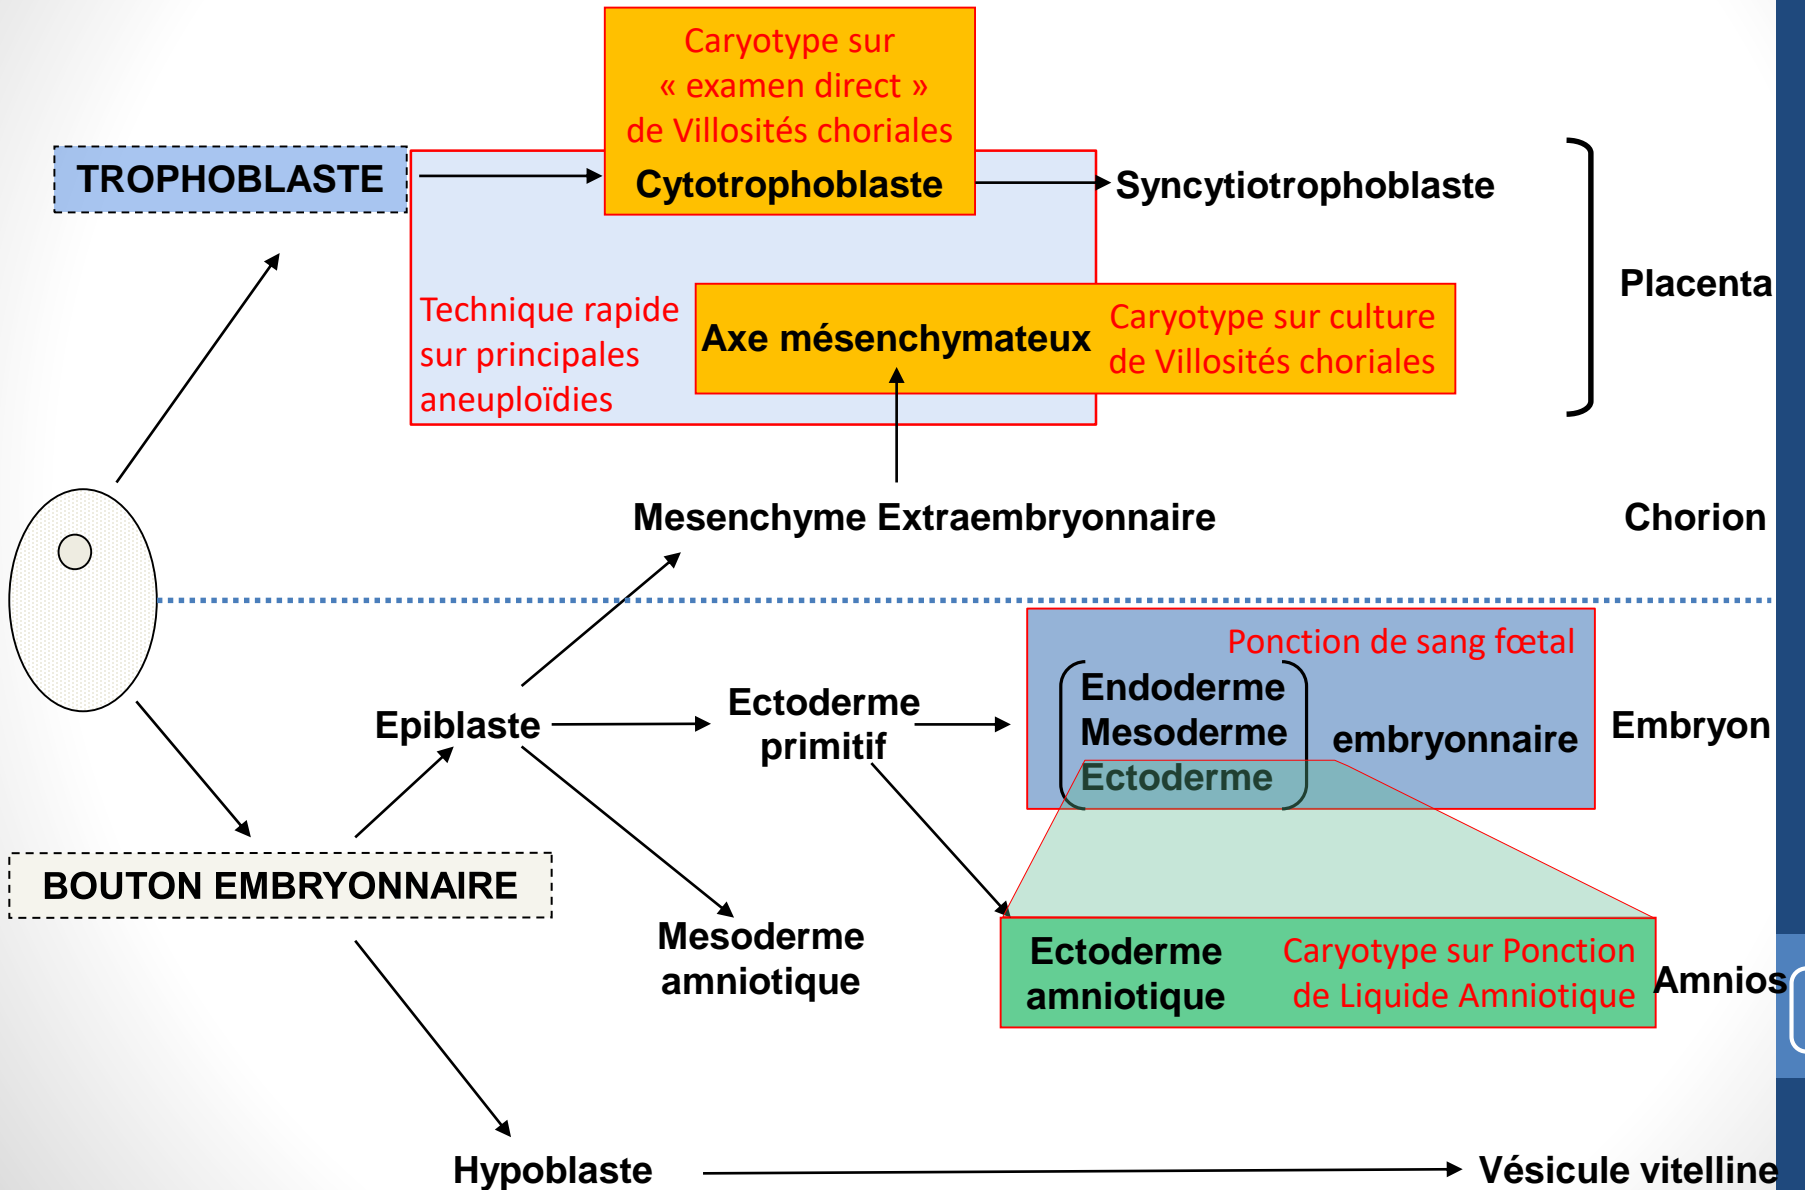 Caryotype sur
« examen direct »
de Villosités choriales
TROPHOBLASTE
Cytotrophoblaste
Syncytiotrophoblaste
Placenta
Technique rapide
sur principales
aneuploïdies
Axe mésenchymateux
Caryotype sur culture
de Villosités choriales
Mesenchyme Extraembryonnaire
Chorion
Ponction de sang fœtal
Endoderme
Mesoderme
Ectoderme
embryonnaire
Embryon
Epiblaste
Ectoderme
primitif
BOUTON EMBRYONNAIRE
Mesoderme
amniotique
Ectoderme
amniotique
Caryotype sur Ponction
de Liquide Amniotique
Amnios
Hypoblaste
Vésicule vitelline